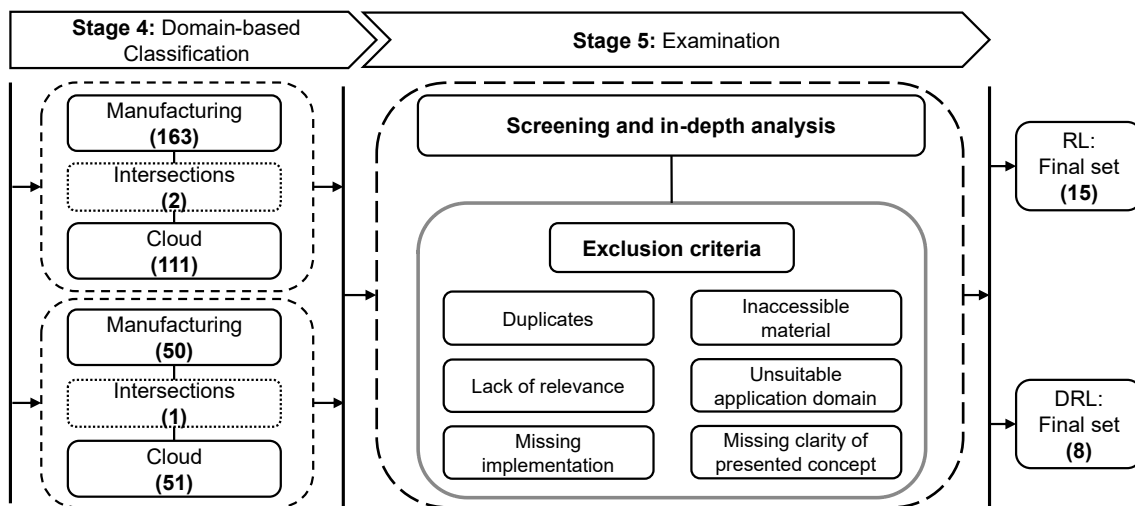 Stage 4: Domain-based
Classification
Stage 5: Examination
Manufacturing
(163)
Intersections
(2)
Cloud
(111)
Manufacturing
(50)
Intersections
(1)
Cloud
(51)
Screening and in-depth analysis
Exclusion criteria
Duplicates
Inaccessible
material
Lack of relevance
Unsuitable
application domain
Missing
implementation
Missing clarity of
presented concept
RL:
Final set
(15)
DRL:
Final set
(8)